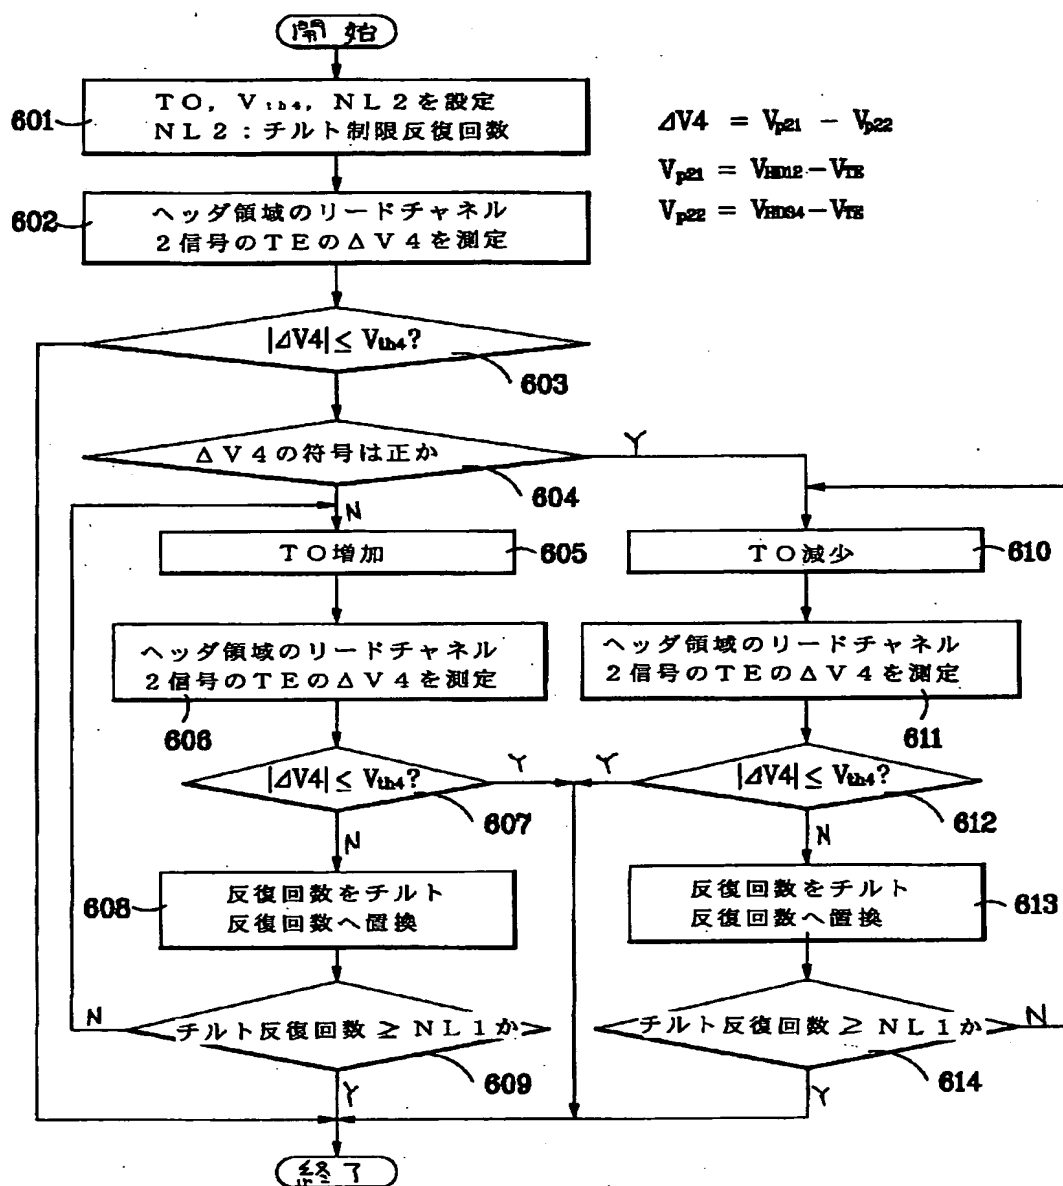 開始
601
TO, Vth4, NL2を設定
NL2:チルト制限反復回数
ΔV4 = Vp21 - Vp22
Vp21 = VHD12-VTE
Vp22 = VHD34-VTE
602
ヘッダ領域のリードチャネル
2信号のTEのΔV4を測定
|ΔV4|≤ Vth4?
603
ΔV4の符号は正か
604
Y
N
TO増加
605
TO減少
610
ヘッダ領域のリードチャネル
2信号のTEのΔV4を測定
606
ヘッダ領域のリードチャネル
2信号のTEのΔV4を測定
611
|ΔV4|≤ Vth4?
607
Y
N
|ΔV4|≤ Vth4?
612
Y
N
608
反復回数をチルト
反復回数へ置換
反復回数をチルト
反復回数へ置換
613
チルト反復回数≥NL1か
609
N
Y
チルト反復回数≥NL1か
614
N
Y
終了